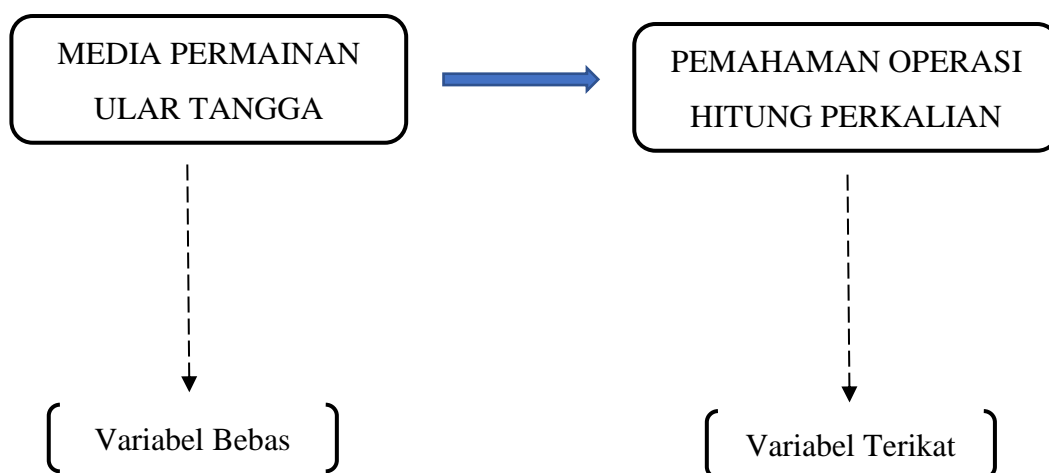 MEDIA PERMAINAN
ULAR TANGGA
PEMAHAMAN OPERASI
HITUNG PERKALIAN
Variabel Bebas
Variabel Terikat